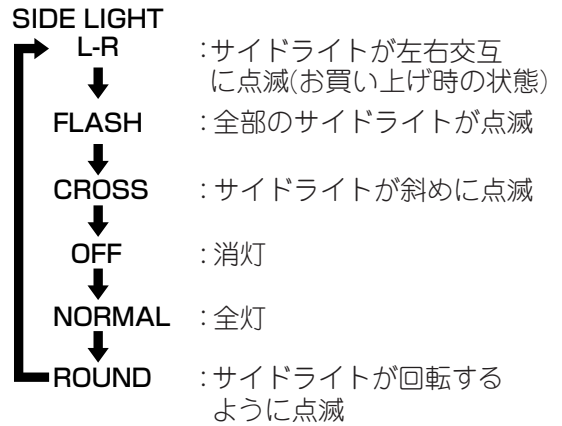 SIDE LIGHT
L-R :サイドライトが左右交互
に点滅(お買い上げ時の状態)
FLASH :全部のサイドライトが点滅
CROSS :サイドライトが斜めに点滅
OFF :消灯
NORMAL :全灯
ROUND :サイドライトが回転する
ように点滅